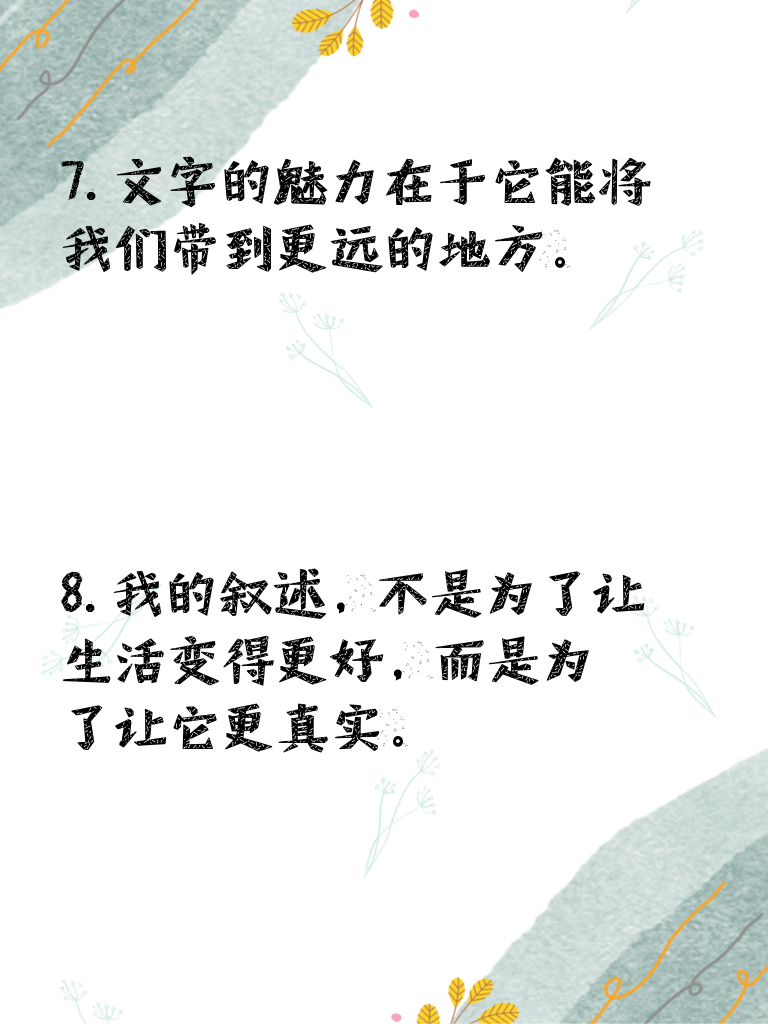 7.文字的魅力在于它能将
我们带到更远的地方。
8.我的叙述，不是为了让
生活变得更好，而是为
了让它更真实。